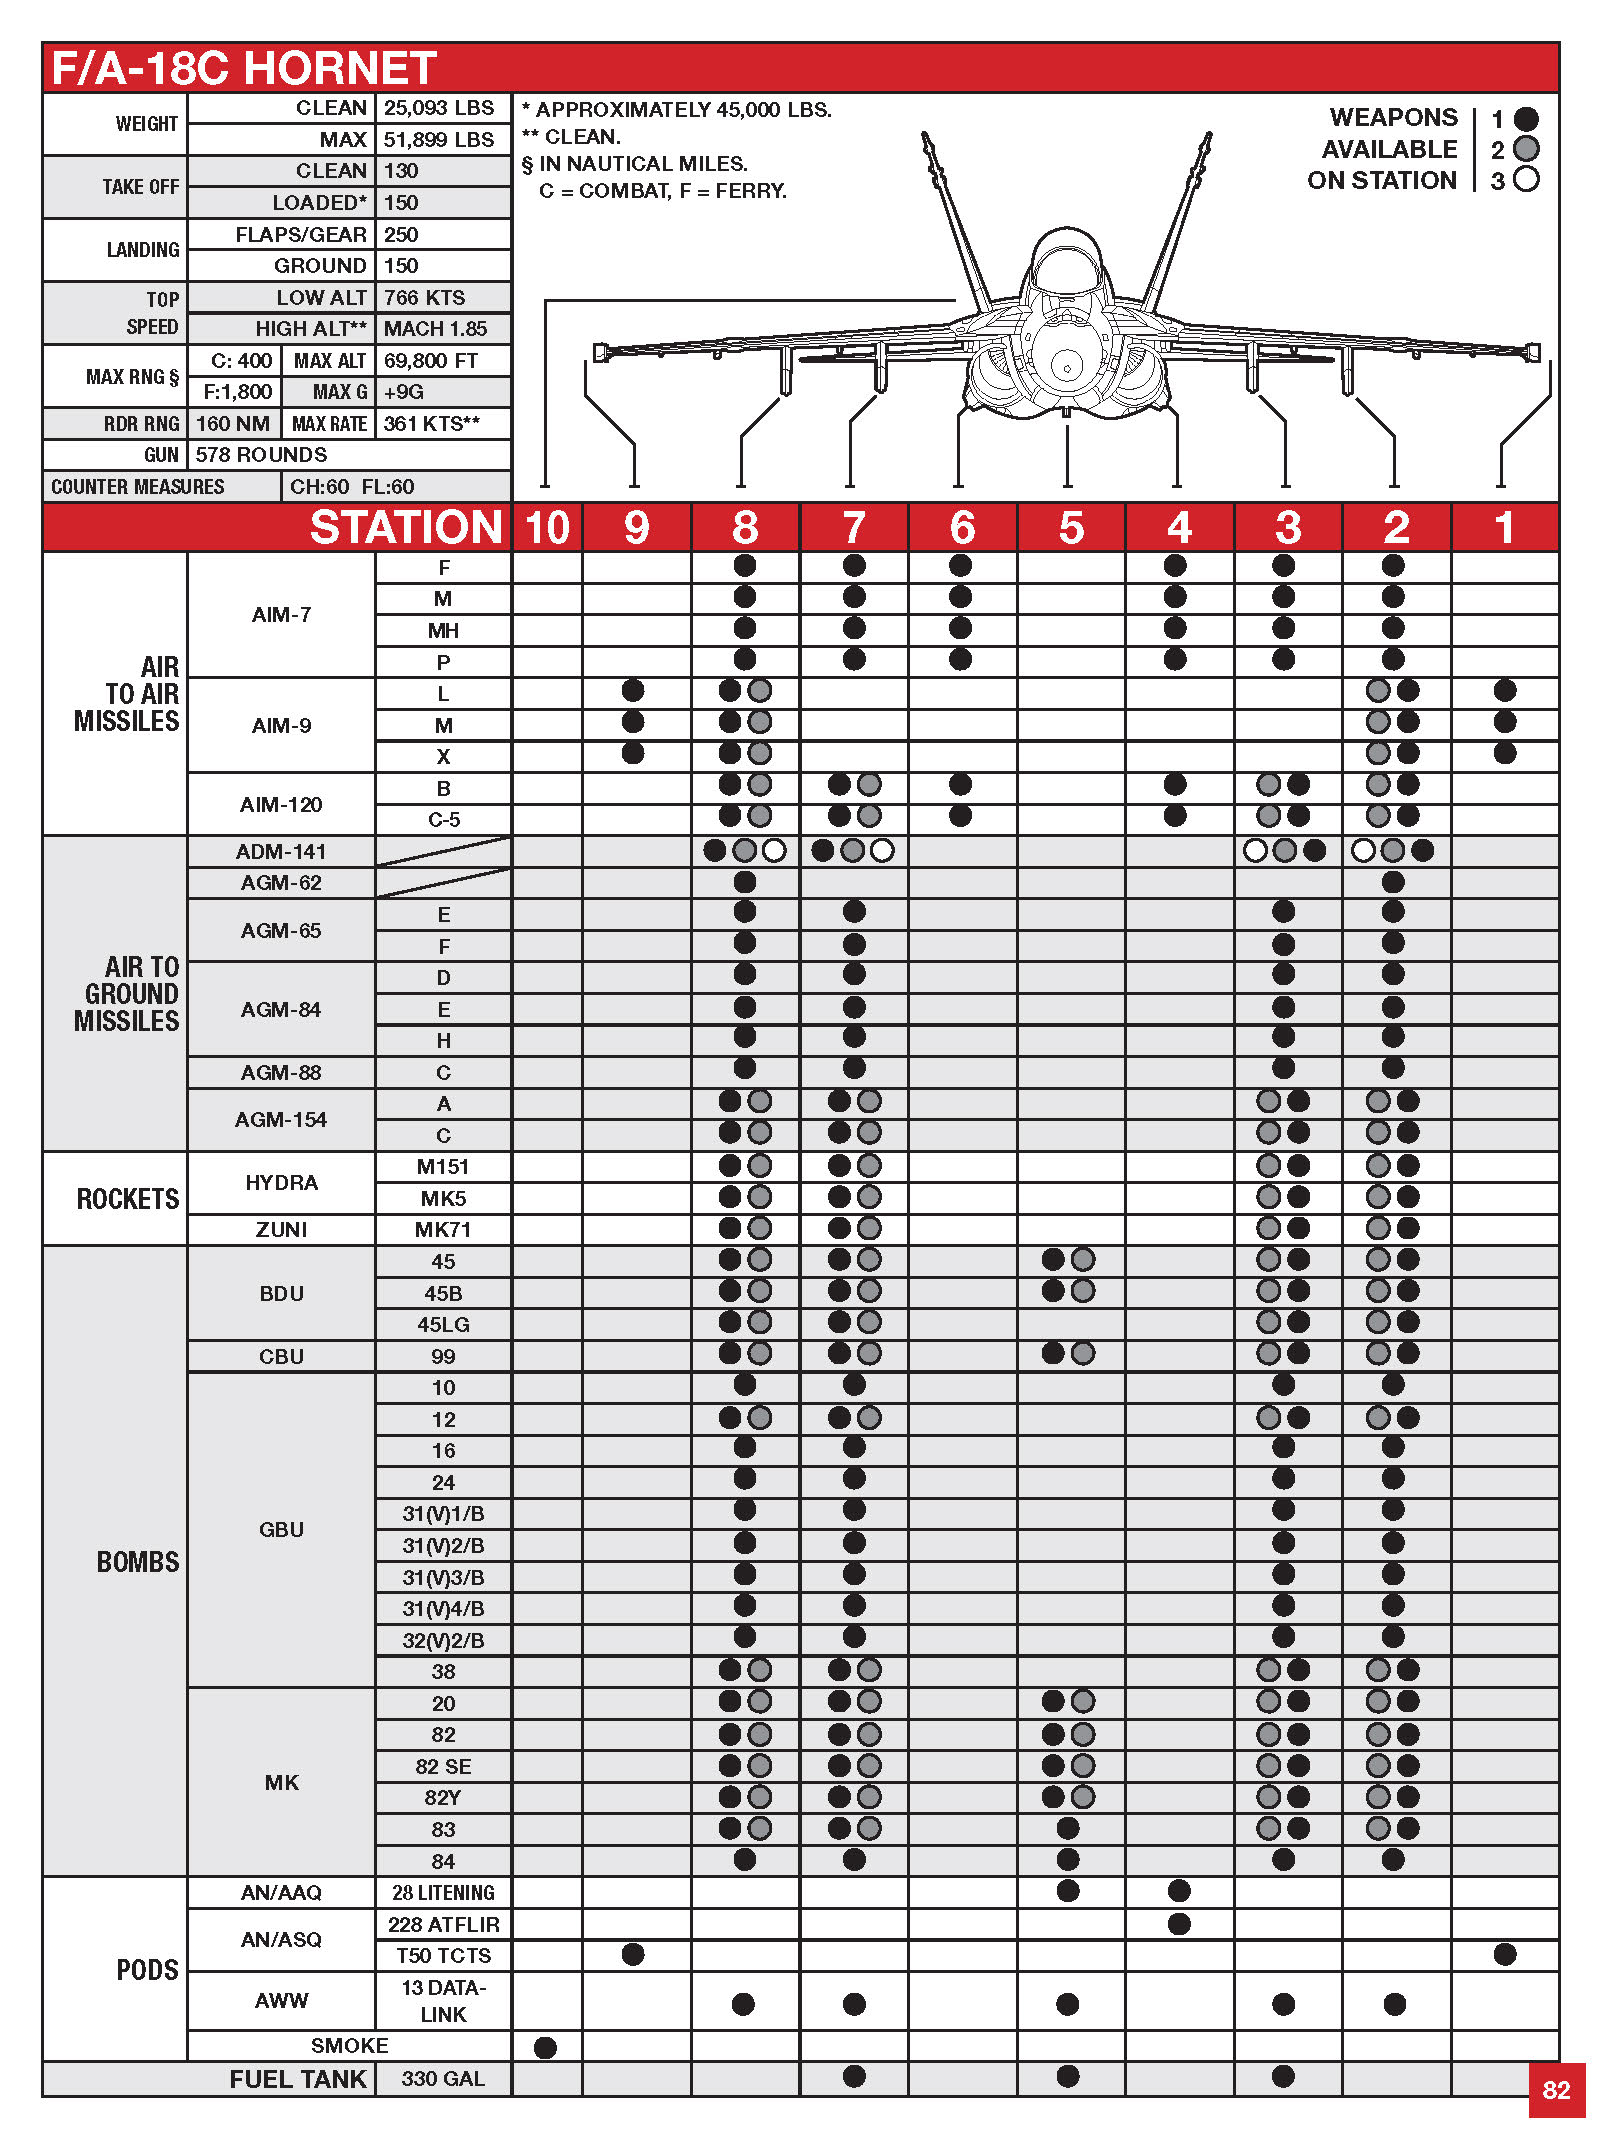 F/A-18C HORNET
WEIGHT
CLEAN 25,093 LBS
MAX 51,899 LBS
TAKE OFF
CLEAN 130
LOADED* 150
LANDING
FLAPS/GEAR 250
GROUND 150
TOP
SPEED
LOW ALT 766 KTS
HIGH ALT** MACH 1.85
MAX RNG §
C: 400 MAX ALT 69,800 FT
F:1,800 MAX G +9G
RDR RNG 160 NM MAX RATE 361 KTS**
GUN 578 ROUNDS
COUNTER MEASURES CH:60 FL:60
* APPROXIMATELY 45,000 LBS.
** CLEAN.
§ IN NAUTICAL MILES.
C = COMBAT, F = FERRY.
WEAPONS
AVAILABLE
ON STATION
1
2
3
STATION 10 9 8 7 6 5 4 3 2 1
AIR
TO AIR
MISSILES
AIM-7
F
M
MH
P
AIM-9
L
M
X
AIM-120
B
C-5
AIR TO
GROUND
MISSILES
ADM-141
AGM-62
AGM-65
E
F
AGM-84
D
E
H
AGM-88
C
AGM-154
A
C
ROCKETS
HYDRA
M151
MK5
ZUNI
MK71
BOMBS
BDU
45
45B
45LG
CBU
99
GBU
10
12
16
24
31(V)1/B
31(V)2/B
31(V)3/B
31(V)4/B
32(V)2/B
38
MK
20
82
82 SE
82Y
83
84
PODS
AN/AAQ
28 LITENING
AN/ASQ
228 ATFLIR
T50 TCTS
AWW
13 DATA-
LINK
SMOKE
FUEL TANK 330 GAL
82